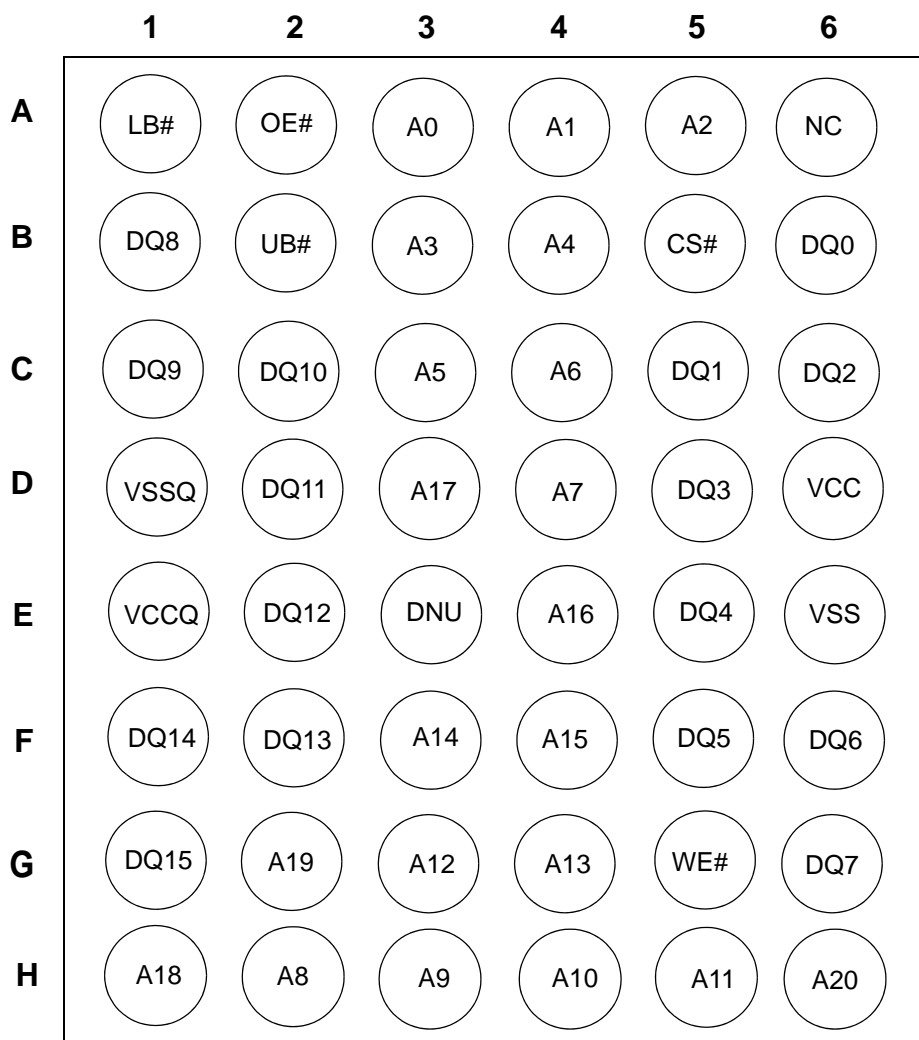 1 2 3 4 5 6
A LB# OE# A0 A1 A2 NC
B DQ8 UB# A3 A4 CS# DQ0
C DQ9 DQ10 A5 A6 DQ1 DQ2
D VSSQ DQ11 A17 A7 DQ3 VCC
E VCCQ DQ12 DNU A16 DQ4 VSS
F DQ14 DQ13 A14 A15 DQ5 DQ6
G DQ15 A19 A12 A13 WE# DQ7
H A18 A8 A9 A10 A11 A20